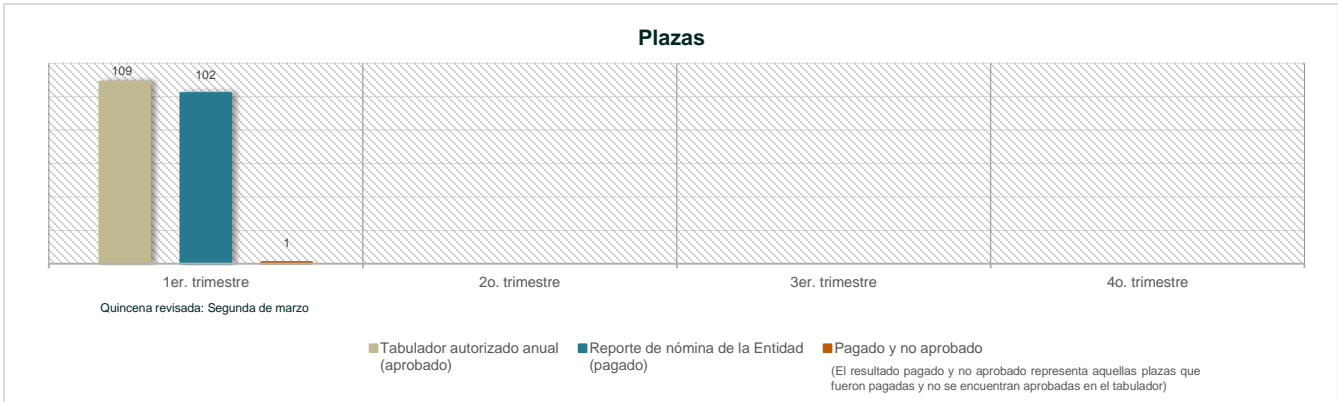 Plazas
109
102
1
1er. trimestre
2o. trimestre
3er. trimestre
4o. trimestre
Quincena revisada: Segunda de marzo
Tabulador autorizado anual
(aprobado)
Reporte de nómina de la Entidad
(pagado)
Pagado y no aprobado
(El resultado pagado y no aprobado representa aquellas plazas que
fueron pagadas y no se encuentran aprobadas en el tabulador)